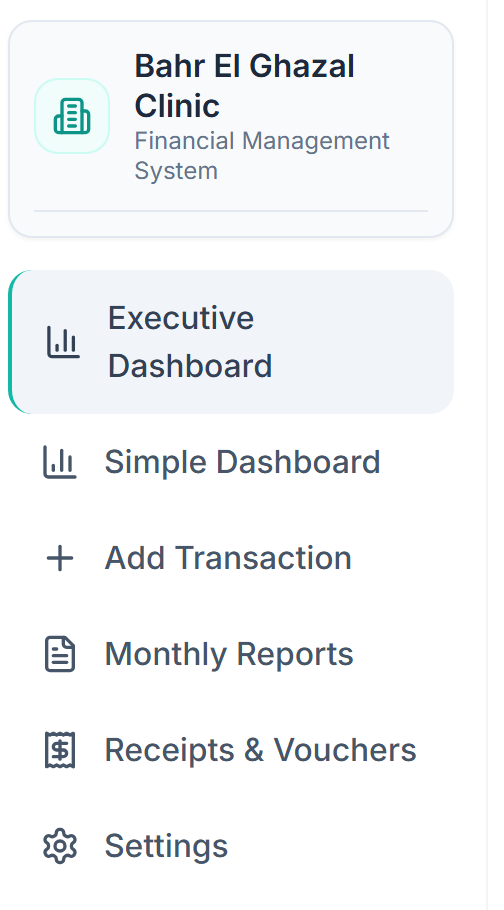 Bahr El Ghazal
Clinic
Financial Management
System
Executive
Dashboard
Simple Dashboard
Add Transaction
Monthly Reports
Receipts & Vouchers
Settings